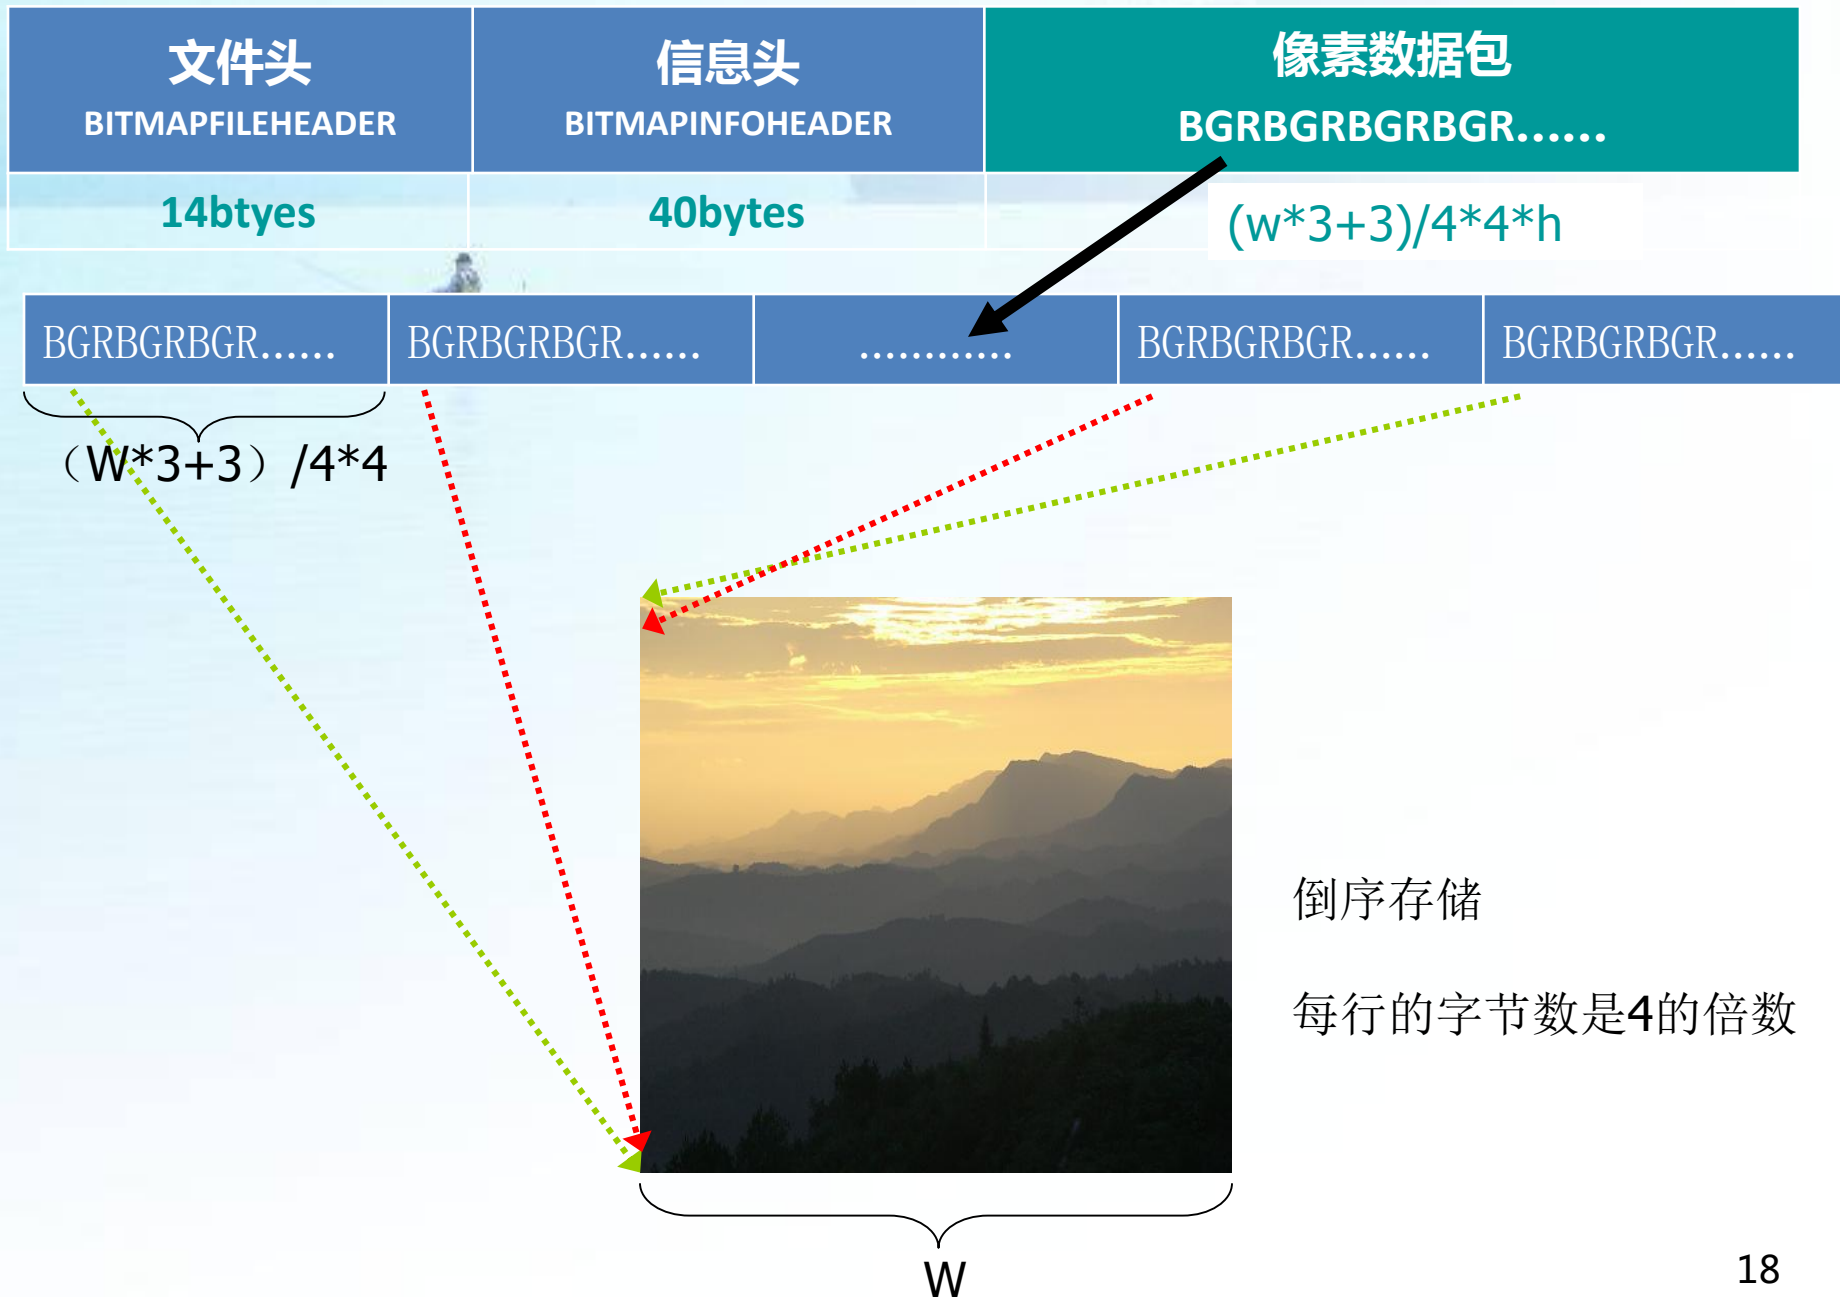 文件头
BITMAPFILEHEADER
信息头
BITMAPINFOHEADER
像素数据包
BGRBGRBGRBGR......
14btyes
40bytes
(w*3+3)/4*4*h
BGRBGRBGR......
BGRBGRBGR......
............
BGRBGRBGR......
BGRBGRBGR......
（W*3+3）/4*4
倒序存储
每行的字节数是4的倍数
W
18